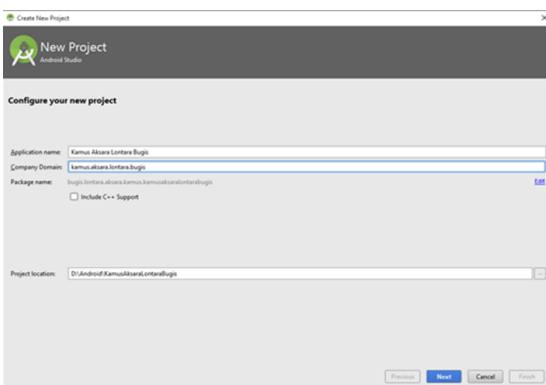 Create New Project
New Project
Android Studio
Configure your new project
Application name: Kamus Aksara Lontara Bugis
Company Domain: kamus.aksara.lontara.bugis
Package name: bugis.lontara.aksara.kamus.kamusaksaralontarabugis Edit
Include C++ Support
Project location: D:\Android\KamusAksaraLontaraBugis ...
Previous Next Cancel Finish